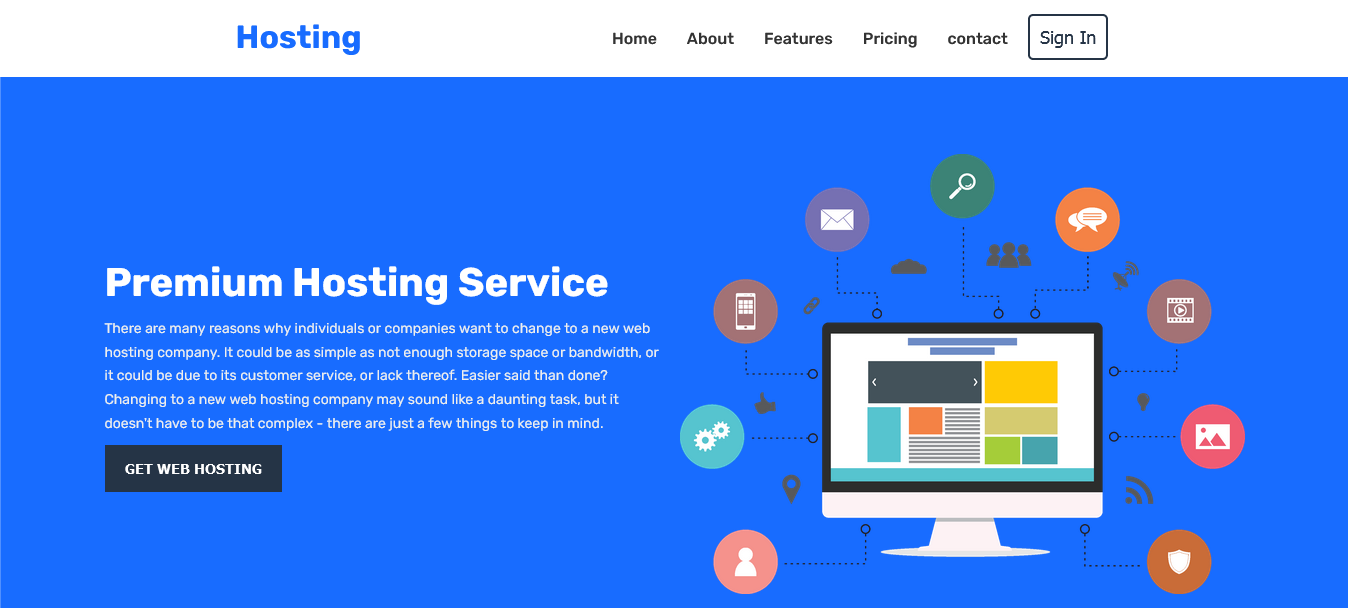 Hosting
Home About Features Pricing contact Sign In
Premium Hosting Service
There are many reasons why individuals or companies want to change to a new web
hosting company. It could be as simple as not enough storage space or bandwidth, or
it could be due to its customer service, or lack thereof. Easier said than done?
Changing to a new web hosting company may sound like a daunting task, but it
doesn't have to be that complex - there are just a few things to keep in mind.
GET WEB HOSTING